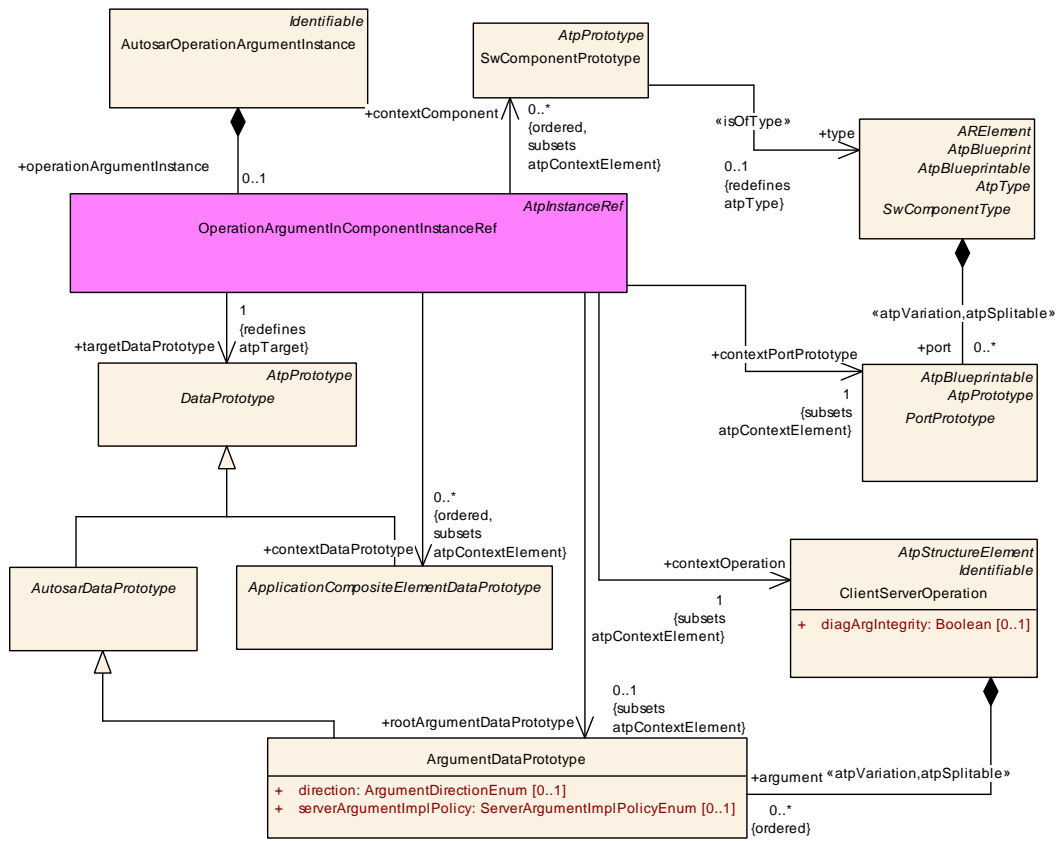 Identifiable
AutosarOperationArgumentInstance
AtpPrototype
SwComponentPrototype
+contextComponent
0..*
{ordered,
subsets
atpContextElement}
«isOfType»
+type
0..1
{redefines
atpType}
ARElement
AtpBlueprint
AtpBlueprintable
AtpType
SwComponentType
+operationArgumentInstance
0..1
AtpInstanceRef
OperationArgumentInComponentInstanceRef
«atpVariation,atpSplitable»
+port
0..*
1
{redefines
atpTarget}
+targetDataPrototype
+contextPortPrototype
1
{subsets
atpContextElement}
AtpPrototype
DataPrototype
AtpBlueprintable
AtpPrototype
PortPrototype
0..*
{ordered,
subsets
atpContextElement}
+contextDataPrototype
AutosarDataPrototype
ApplicationCompositeElementDataPrototype
+contextOperation
1
{subsets
atpContextElement}
AtpStructureElement
Identifiable
ClientServerOperation
+ diagArgIntegrity: Boolean [0..1]
0..1
{subsets
atpContextElement}
+rootArgumentDataPrototype
ArgumentDataPrototype
+ direction: ArgumentDirectionEnum [0..1]
+ serverArgumentImplPolicy: ServerArgumentImplPolicyEnum [0..1]
+argument
«atpVariation,atpSplitable»
0..*
{ordered}